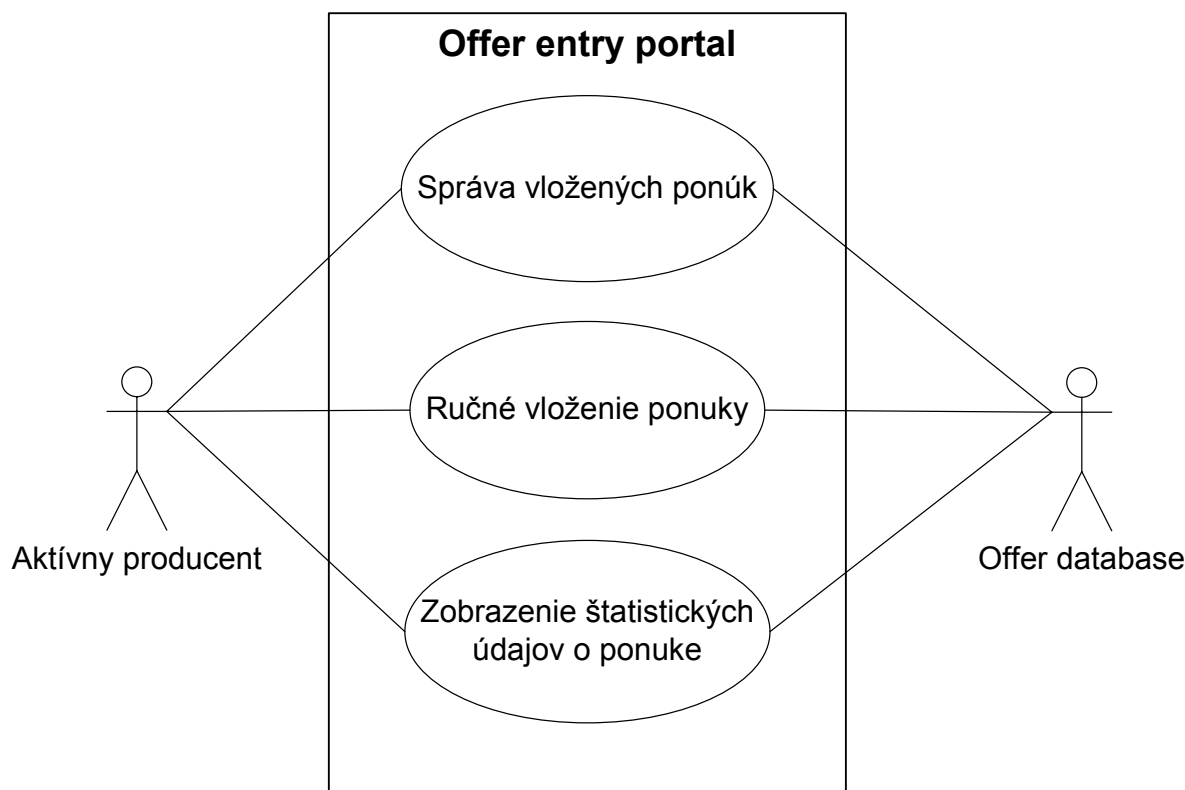 Offer entry portal
Správa vložených ponúk
Ručné vloženie ponuky
Aktívny producent
Offer database
Zobrazenie štatistických
údajov o ponuke